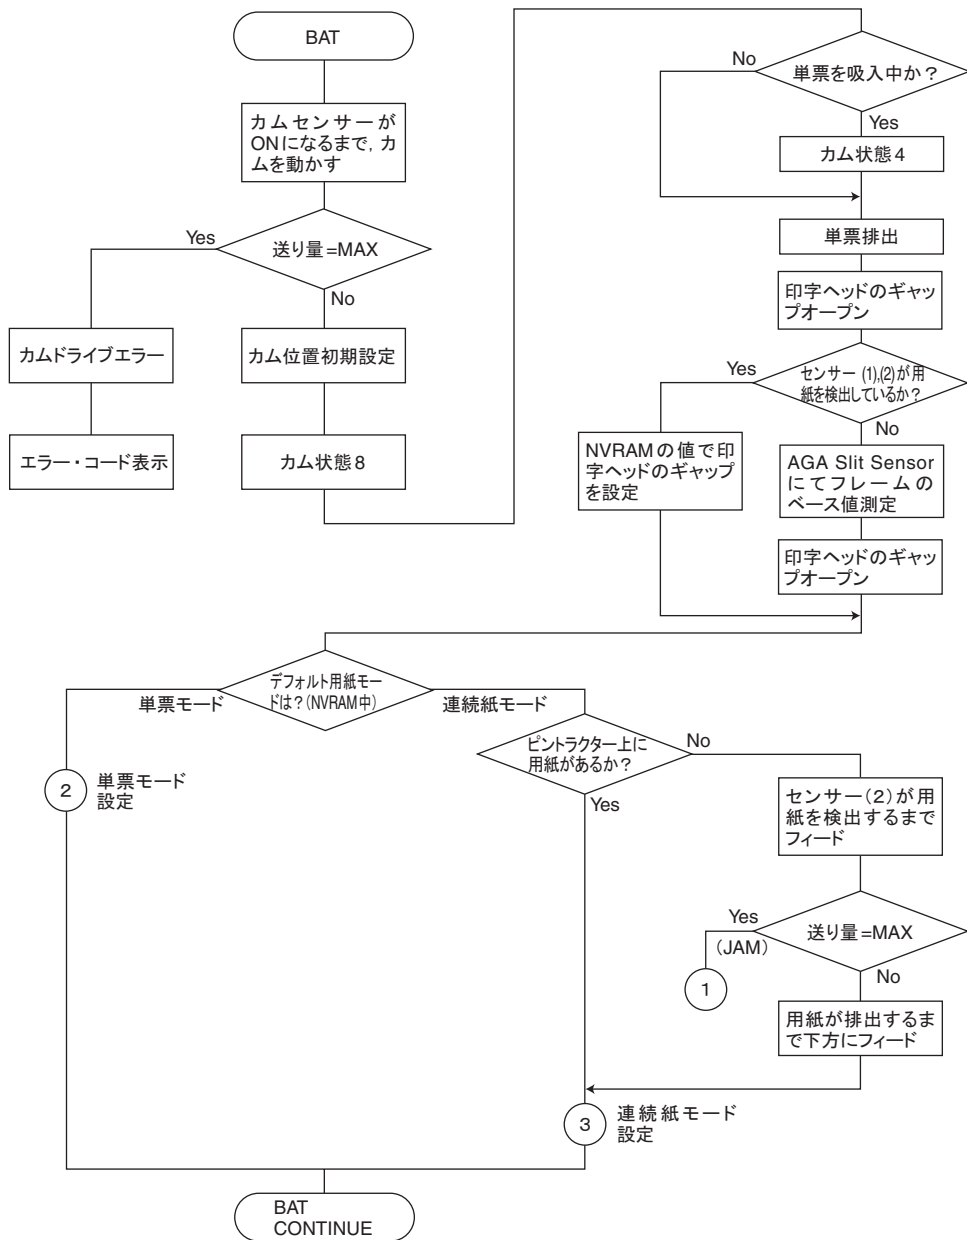 BAT
カムセンサーが
ONになるまで, カ
ムを動かす
Yes
送り量=MAX
No
カムドライブエラー
カム位置初期設定
エラー・コード表示
カム状態8
No
単票を吸入中か？
Yes
カム状態4
単票排出
印字ヘッドのギャッ
プオープン
Yes
センサー (1),(2)が用
紙を検出しているか？
No
NVRAMの値で印
字ヘッドのギャップ
を設定
AGA Slit Sensor
にてフレームの
ベース値測定
印字ヘッドのギャッ
プオープン
デフォルト用紙モー
ドは？(NVRAM中)
単票モード
連続紙モード
2
単票モード
設定
ピントラクター上に
用紙があるか？
No
Yes
センサー(2)が用
紙を検出するまで
フィード
Yes
(JAM)
送り量=MAX
1
No
用紙が排出するま
で下方にフィード
3
連続紙モード
設定
BAT
CONTINUE